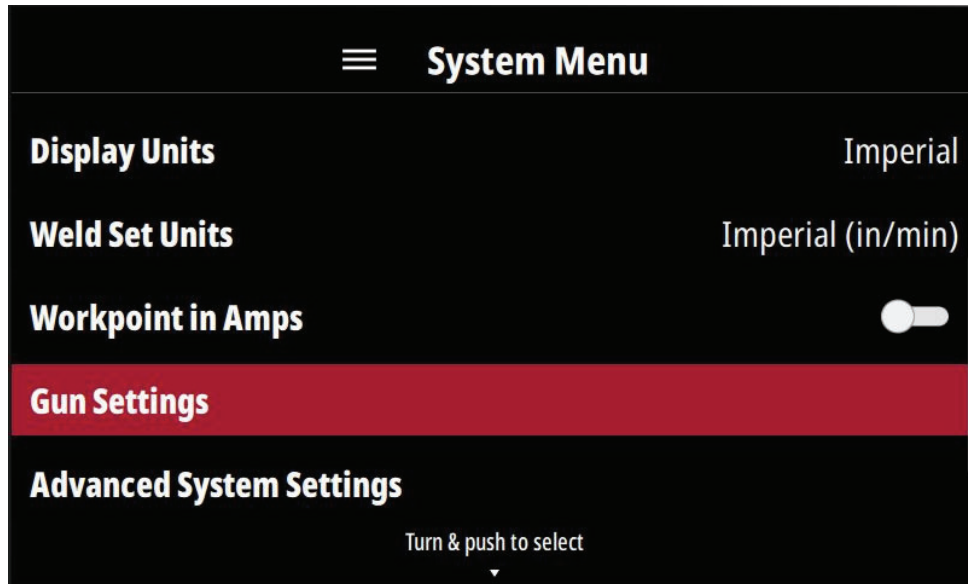 System Menu
Display Units Imperial
Weld Set Units Imperial (in/min)
Workpoint in Amps
Gun Settings
Advanced System Settings
Turn & push to select